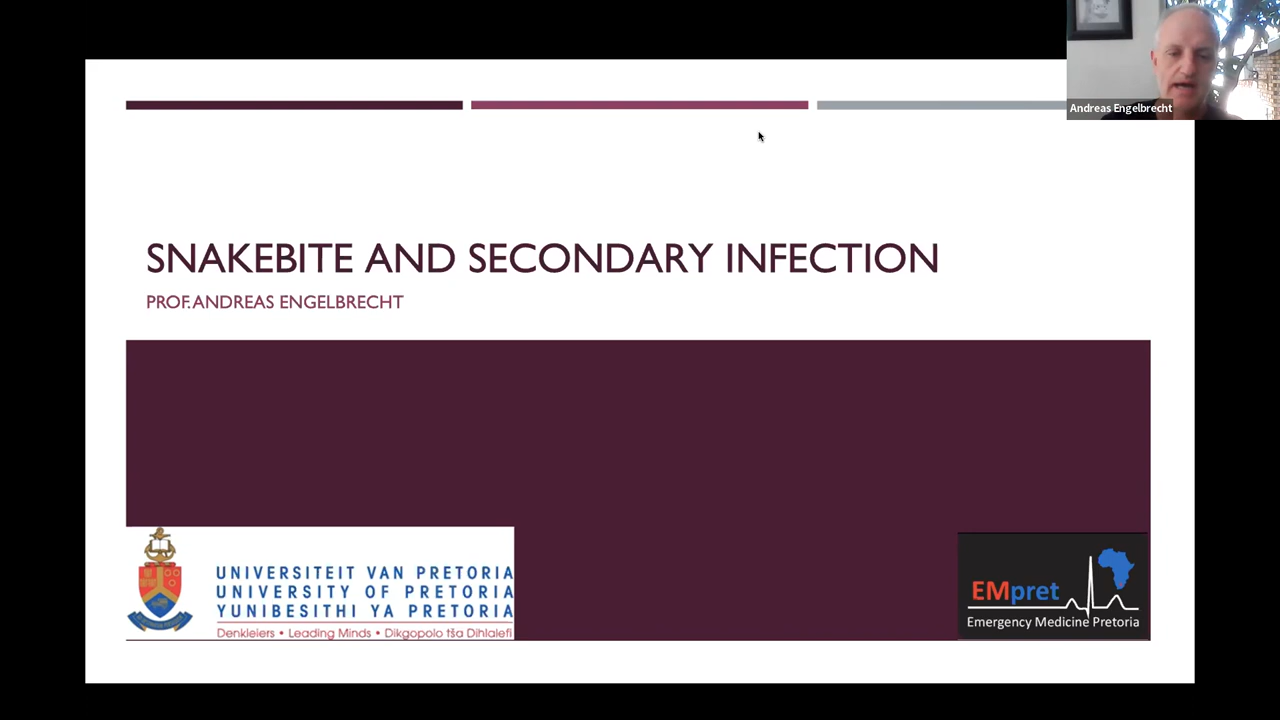 Andreas Engelbrecht
SNAKEBITE AND SECONDARY INFECTION
PROF. ANDREAS ENGELBRECHT
UNIVERSITEIT VAN PRETORIA
UNIVERSITY OF PRETORIA
YUNIBESITHI YA PRETORIA
Denkleiers • Leading Minds • Dikgopolo tša Dihlalefi
EMpret
Emergency Medicine Pretoria